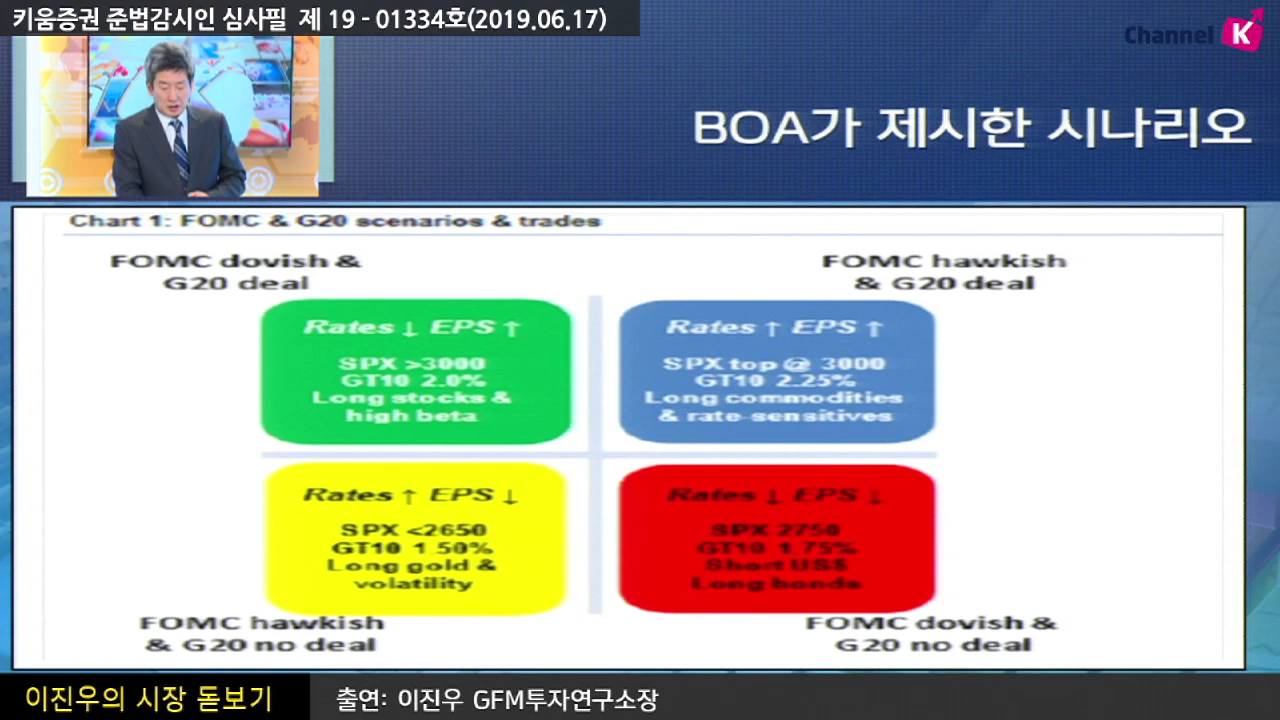 키움증권 준법감시인 심사필 제 19 - 01334호(2019.06.17)
Channel K
BOA가 제시한 시나리오
Chart 1: FOMC & G20 scenarios & trades
FOMC dovish &
G20 deal
FOMC hawkish
& G20 deal
Rates ↓ EPS ↑
SPX >3000
GT10 2.0%
Long stocks &
high beta
Rates ↑ EPS ↑
SPX top @ 3000
GT10 2.25%
Long commodities
& rate-sensitives
Rates ↑ EPS ↓
SPX <2650
GT10 1.50%
Long gold &
volatility
Rates ↓ EPS ↓
SPX 2750
GT10 1.75%
Short US$
Long bonds
FOMC hawkish
& G20 no deal
FOMC dovish &
G20 no deal
이진우의 시장 돋보기
출연: 이진우 GFM투자연구소장